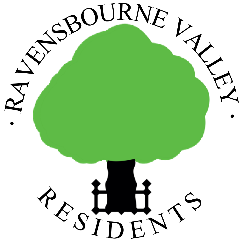 · RAVENSBOURNE VALLEY ·
RESIDENTS